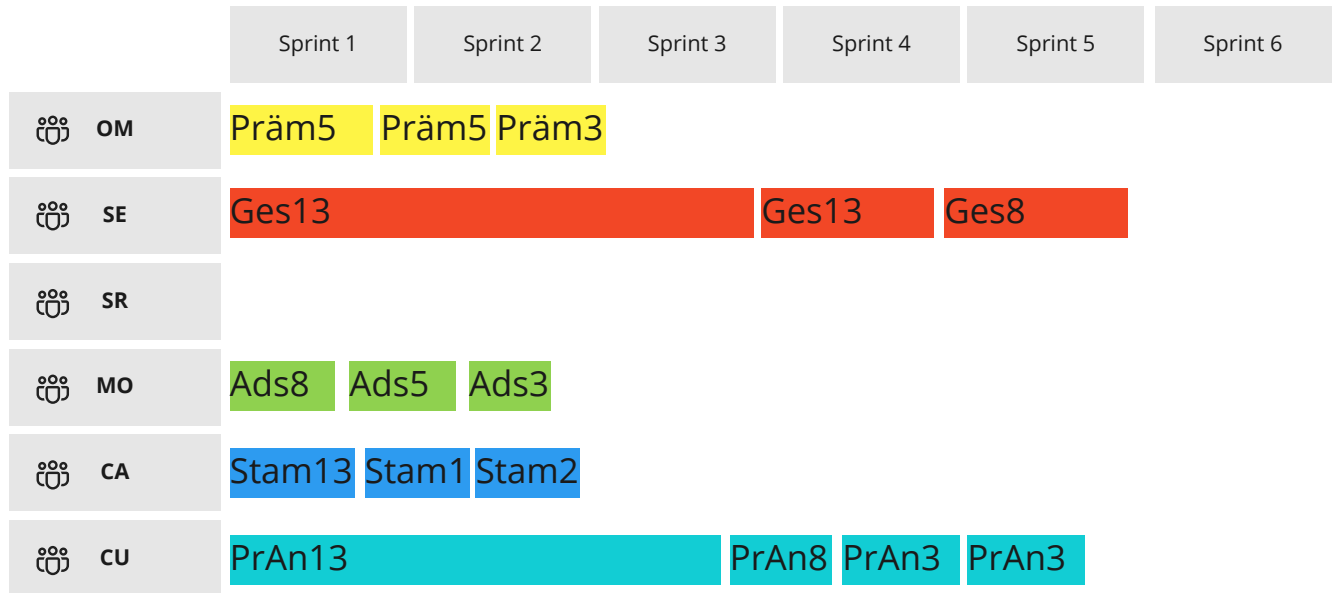 Sprint 1 Sprint 2 Sprint 3 Sprint 4 Sprint 5 Sprint 6
OM Präm5 Präm5 Präm3
SE Ges13 Ges13 Ges8
SR
MO Ads8 Ads5 Ads3
CA Stam13 Stam1 Stam2
CU PrAn13 PrAn8 PrAn3 PrAn3